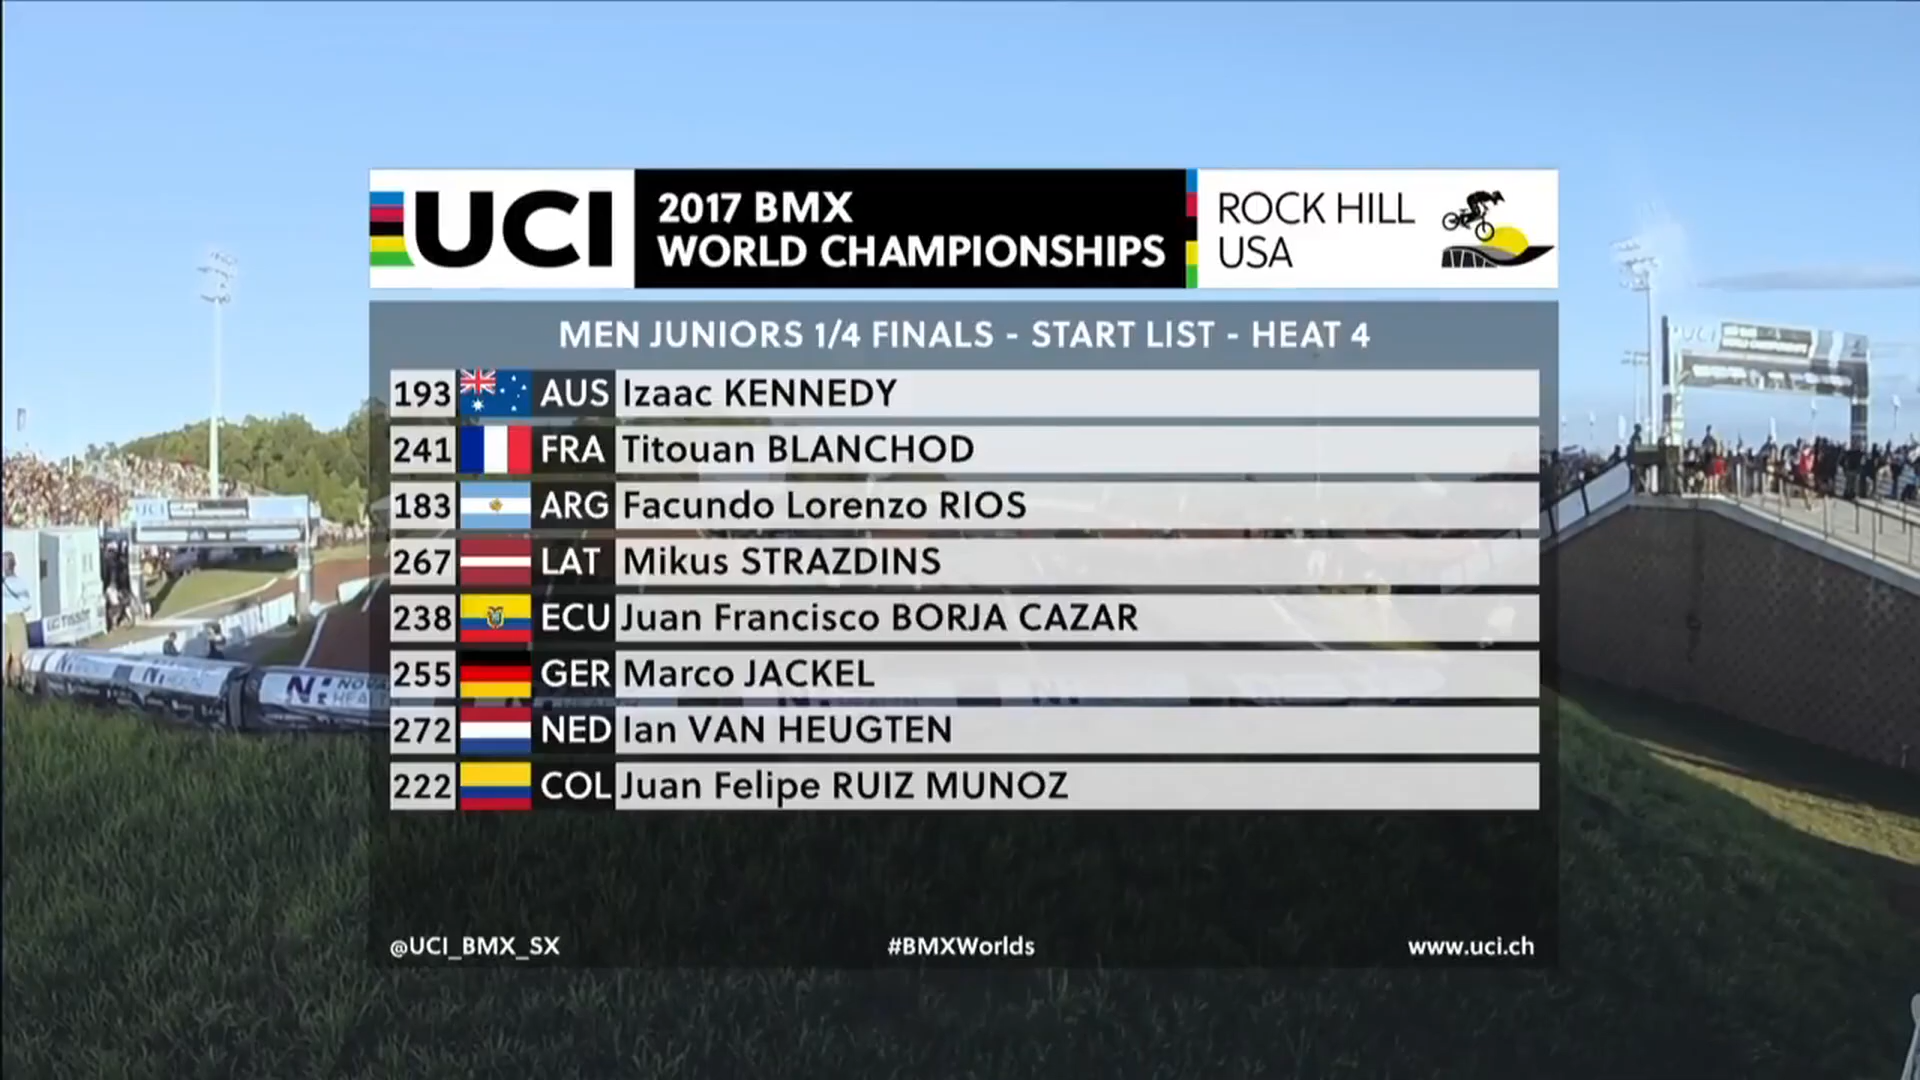 UCI
2017 BMX
WORLD CHAMPIONSHIPS
ROCK HILL
USA
MEN JUNIORS 1/4 FINALS - START LIST - HEAT 4
193 AUS Izaac KENNEDY
241 FRA Titouan BLANCHOD
183 ARG Facundo Lorenzo RIOS
267 LAT Mikus STRAZDINS
238 ECU Juan Francisco BORJA CAZAR
255 GER Marco JACKEL
272 NED Ian VAN HEUGTEN
222 COL Juan Felipe RUIZ MUNOZ
@UCI_BMX_SX
#BMXWorlds
www.uci.ch
UCI
UCI
TISSOT